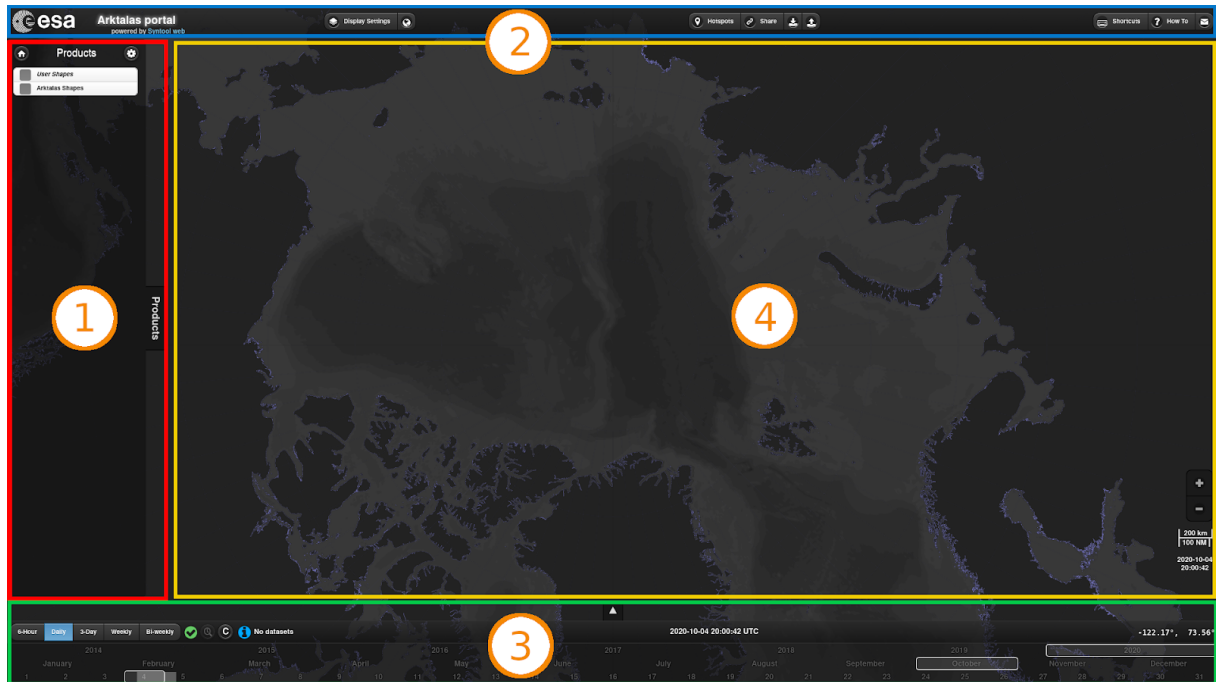 esa Arktalas portal Display Settings Hotspots Share Shortcuts ? How To
powered by Syntool web
2
Products
User Shapes
Arktalas Shapes
1
Products
4
+
−
200 km
100 NM
2020-10-04
20:00:42
6-Hour Daily 3-Day Weekly Bi-weekly C i No datasets 3 2020-10-04 20:00:42 UTC -122.17°, 73.56°
2014 2015 2016 2017 2018 2019 2020
January February March April May June July August September October November December
1 2 3 4 5 6 7 8 9 10 11 12 13 14 15 16 17 18 19 20 21 22 23 24 25 26 27 28 29 30 31